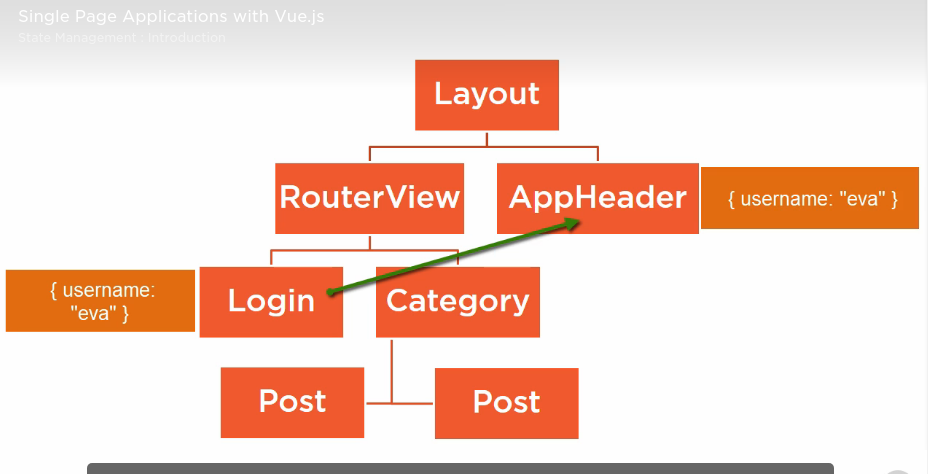 Single Page Applications with Vue.js
State Management : Introduction
Layout
RouterView
AppHeader
{ username: "eva" }
{ username:
"eva" }
Login
Category
Post
Post